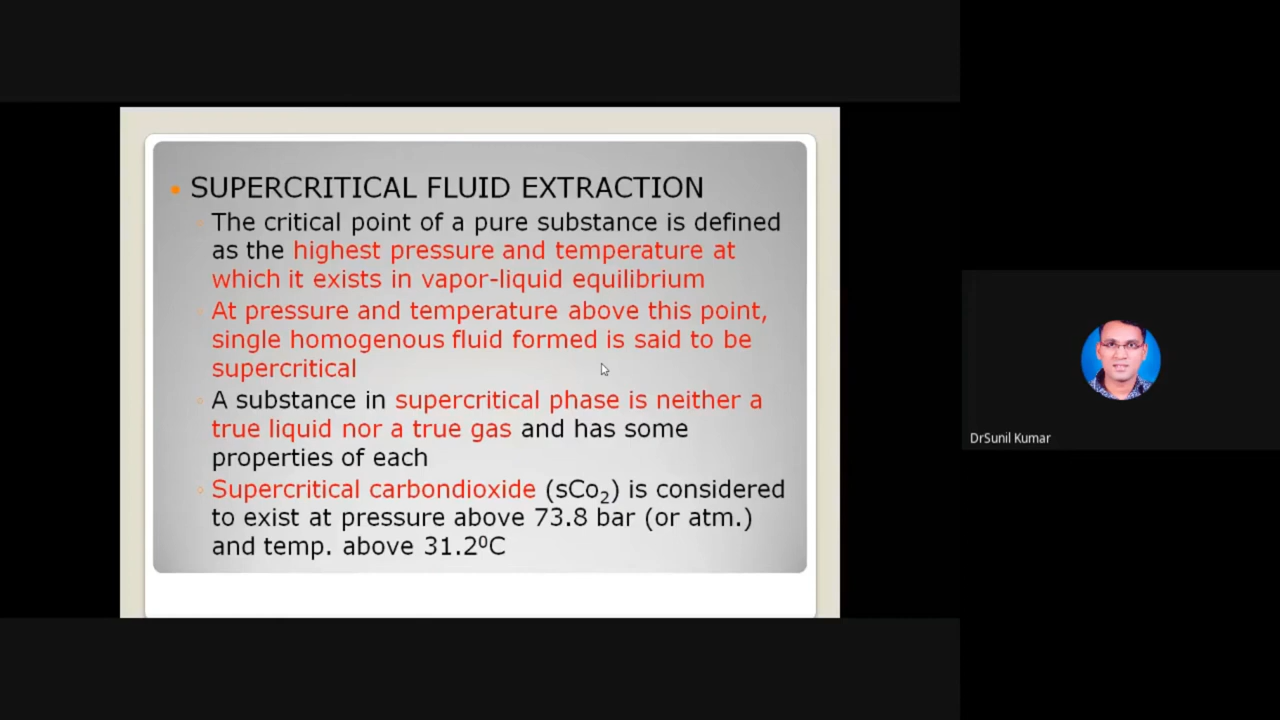 SUPERCRITICAL FLUID EXTRACTION
The critical point of a pure substance is defined
as the highest pressure and temperature at
which it exists in vapor-liquid equilibrium
At pressure and temperature above this point,
single homogenous fluid formed is said to be
supercritical
A substance in supercritical phase is neither a
true liquid nor a true gas and has some
properties of each
Supercritical carbondioxide (sCo₂) is considered
to exist at pressure above 73.8 bar (or atm.)
and temp. above 31.2⁰C
DrSunil Kumar